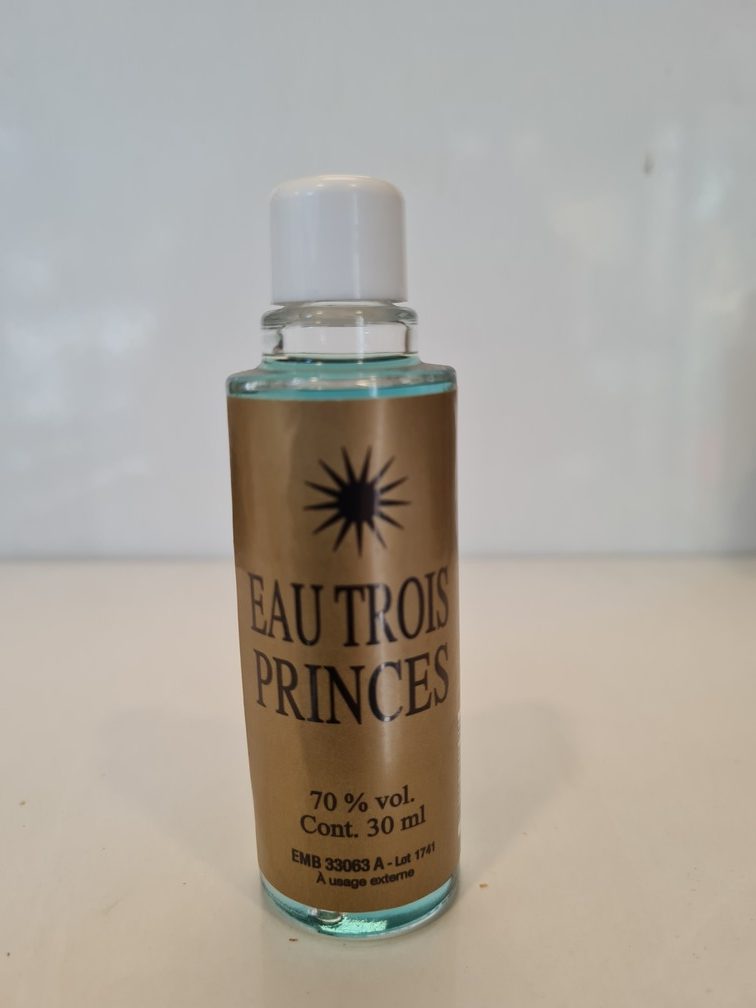 EAU TROIS
PRINCES
70 % vol.
Cont. 30 ml
EMB 33063 A - Lot 1741
À usage externe